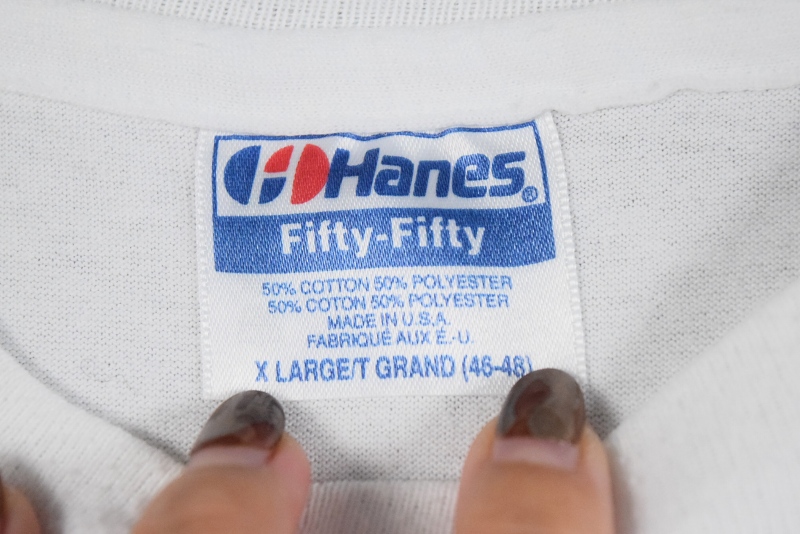 Hanes®
Fifty-Fifty
50% COTTON 50% POLYESTER
50% COTON 50% POLYESTER
MADE IN U.S.A.
FABRIQUÉ AUX É.-U.
X LARGE/T GRAND (46-48)